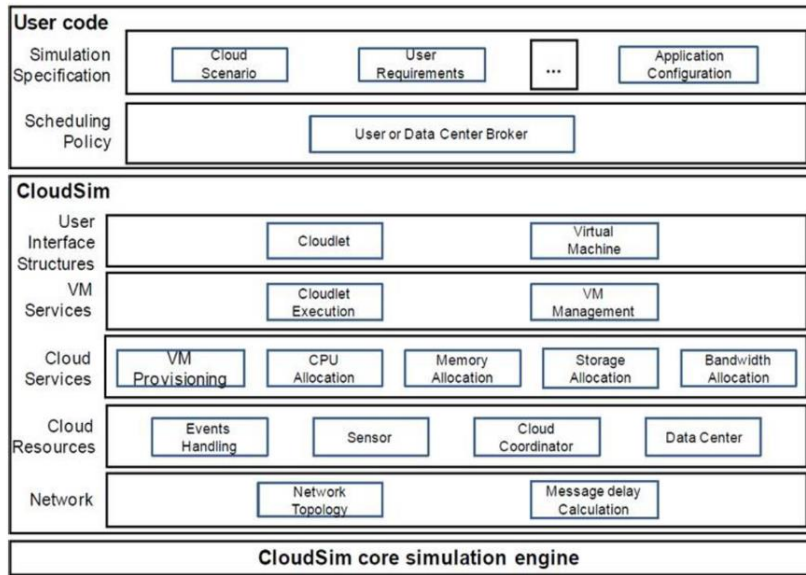 User code
Simulation
Specification
Cloud
Scenario
User
Requirements
...
Application
Configuration
Scheduling
Policy
User or Data Center Broker
CloudSim
User
Interface
Structures
Cloudlet
Virtual
Machine
VM
Services
Cloudlet
Execution
VM
Management
Cloud
Services
VM
Provisioning
CPU
Allocation
Memory
Allocation
Storage
Allocation
Bandwidth
Allocation
Cloud
Resources
Events
Handling
Sensor
Cloud
Coordinator
Data Center
Network
Network
Topology
Message delay
Calculation
CloudSim core simulation engine